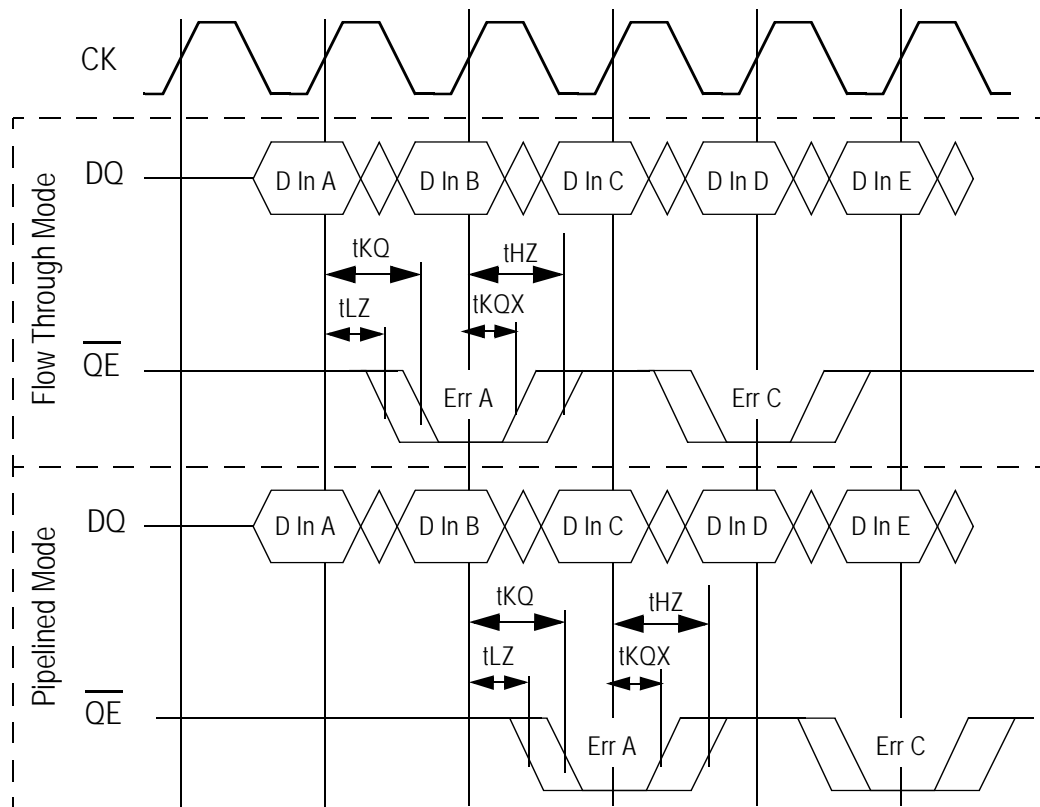 CK
Flow Through Mode
DQ
D In A
D In B
D In C
D In D
D In E
tKQ
tHZ
tLZ
tKQX
QE
Err A
Err C
Pipelined Mode
DQ
D In A
D In B
D In C
D In D
D In E
tKQ
tHZ
tLZ
tKQX
QE
Err A
Err C